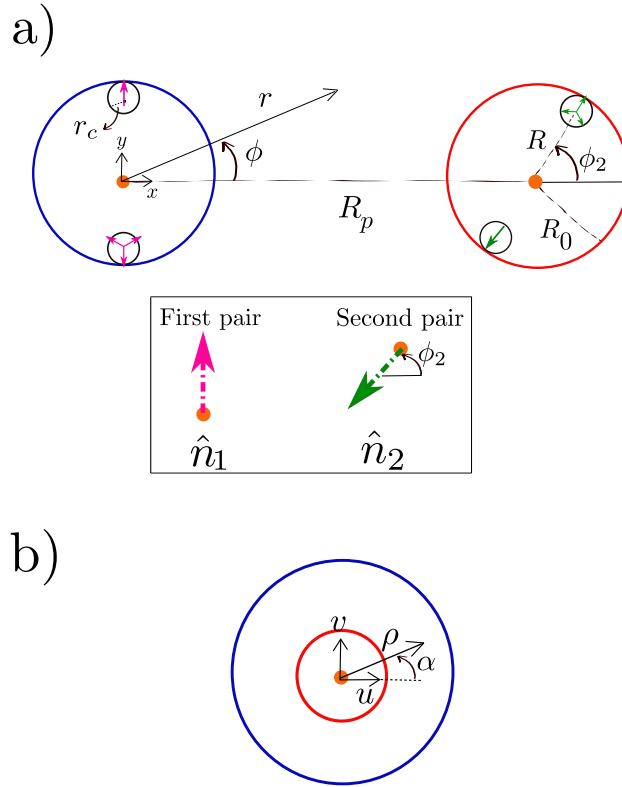 a)
r
r_c
y
ϕ
x
R_p
R
ϕ_2
R_0
First pair
Second pair
ϕ_2
n̂_1
n̂_2
b)
v
ρ
α
u